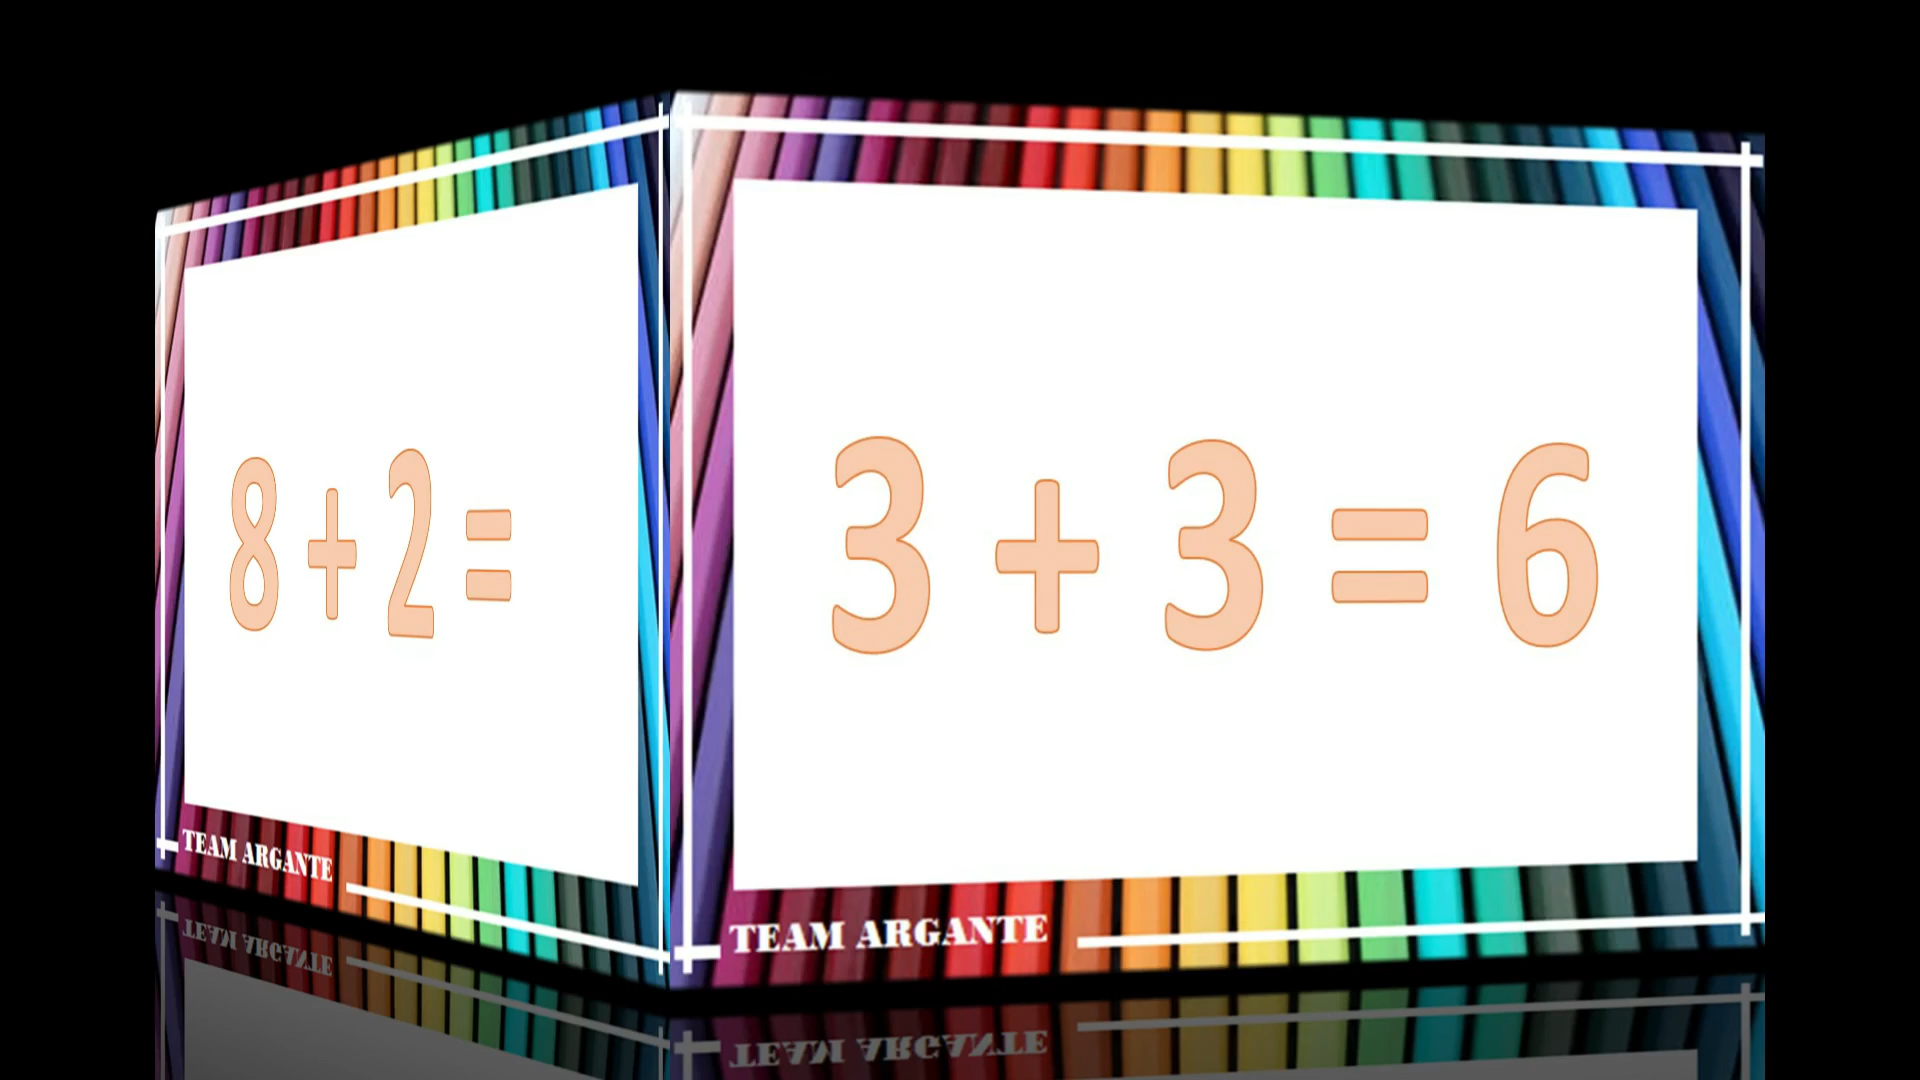 8 + 2 =
TEAM ARGANTE
3 + 3 = 6
TEAM ARGANTE